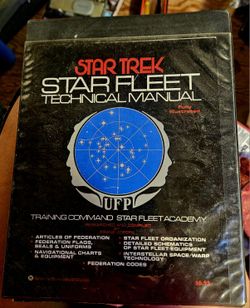 STAR TREK
STAR FLEET
TECHNICAL MANUAL
Fully
Illustrated
UFP
TRAINING COMMAND STAR FLEET ACADEMY
• ARTICLES OF FEDERATION
• FEDERATION FLAGS,
SEALS & UNIFORMS
• NAVIGATIONAL CHARTS
& EQUIPMENT
• STAR FLEET ORGANIZATION
• DETAILED SCHEMATICS
OF STAR FLEET EQUIPMENT
• INTERSTELLAR SPACE/WARP
TECHNOLOGY
• FEDERATION CODES